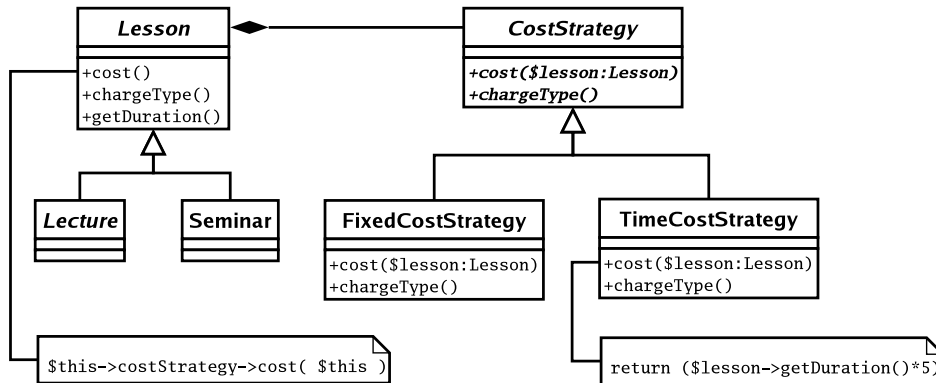 Lesson
+cost()
+chargeType()
+getDuration()
CostStrategy
+cost($lesson:Lesson)
+chargeType()
Lecture
Seminar
FixedCostStrategy
+cost($lesson:Lesson)
+chargeType()
TimeCostStrategy
+cost($lesson:Lesson)
+chargeType()
$this->costStrategy->cost( $this )
return ($lesson->getDuration()*5)